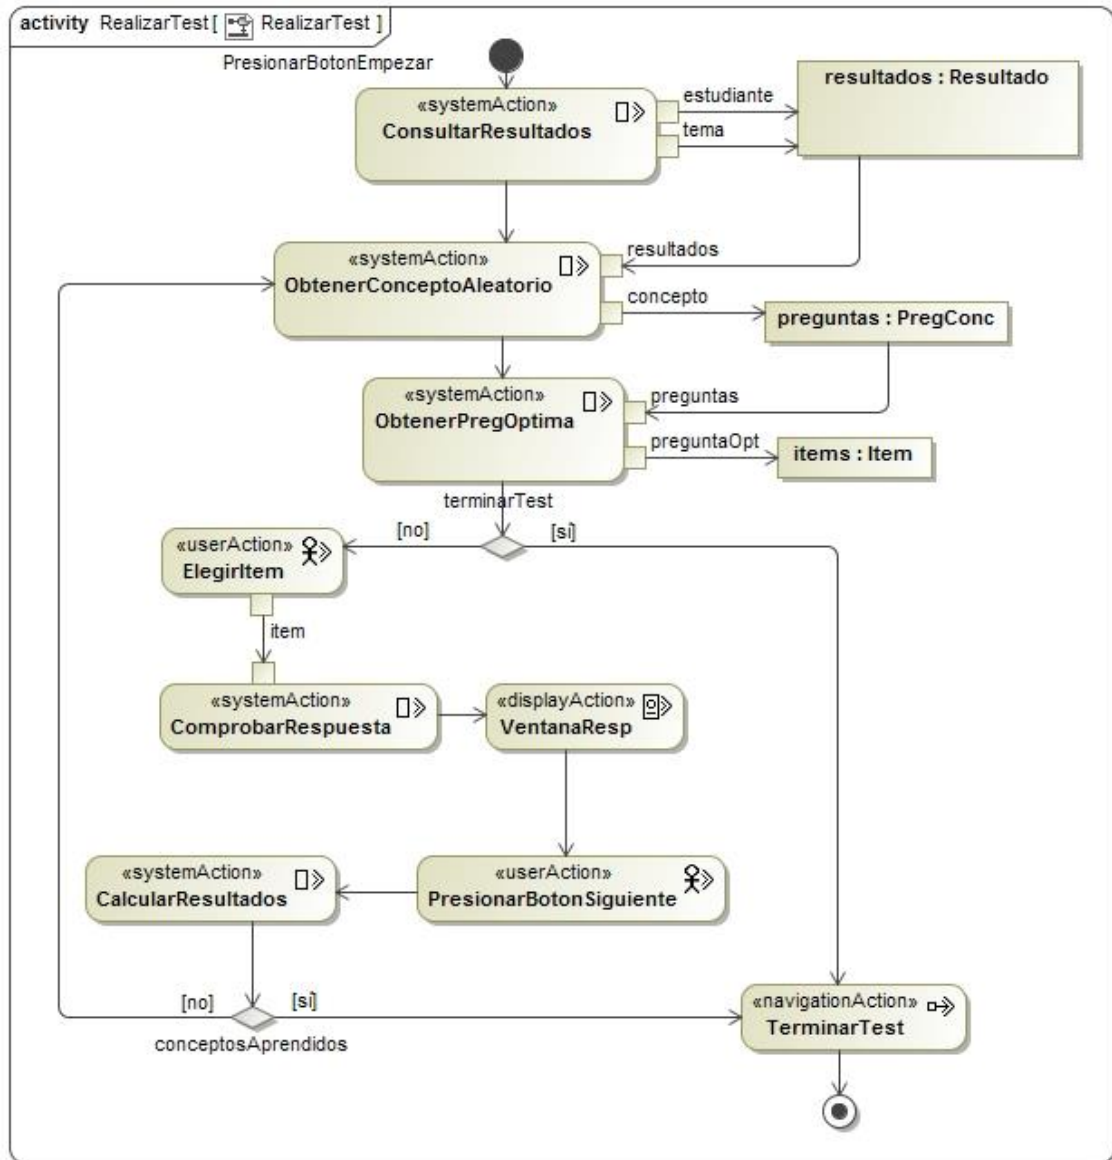 activity RealizarTest[ RealizarTest ]
PresionarBotonEmpezar
«systemAction»
ConsultarResultados
estudiante
tema
resultados : Resultado
«systemAction»
ObtenerConceptoAleatorio
resultados
concepto
preguntas : PregConc
«systemAction»
ObtenerPregOptima
preguntas
preguntaOpt
items : Item
terminarTest
[no]
[sí]
«userAction»
ElegirItem
item
«systemAction»
ComprobarRespuesta
«displayAction»
VentanaResp
«systemAction»
CalcularResultados
«userAction»
PresionarBotonSiguiente
[no]
[sí]
conceptosAprendidos
«navigationAction»
TerminarTest